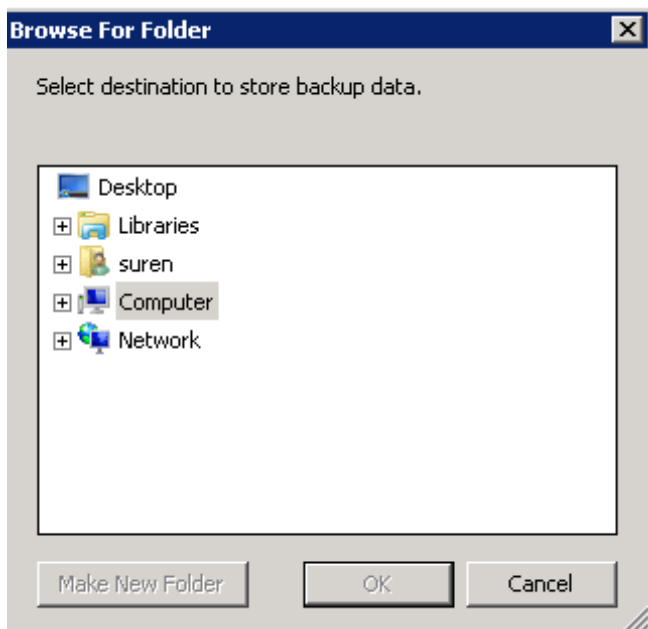 Browse For Folder
Select destination to store backup data.
Desktop
Libraries
suren
Computer
Network
Make New Folder
OK
Cancel